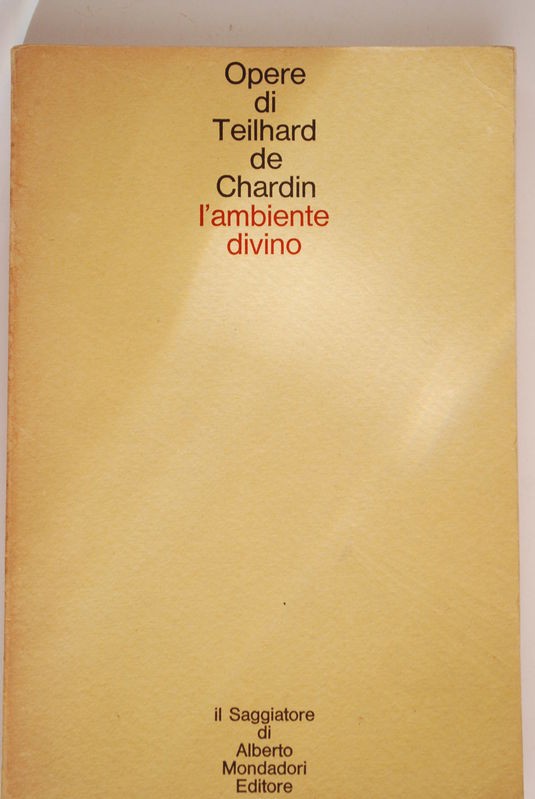 Opere
di
Teilhard
de
Chardin
l'ambiente
divino
il Saggiatore
di
Alberto
Mondadori
Editore